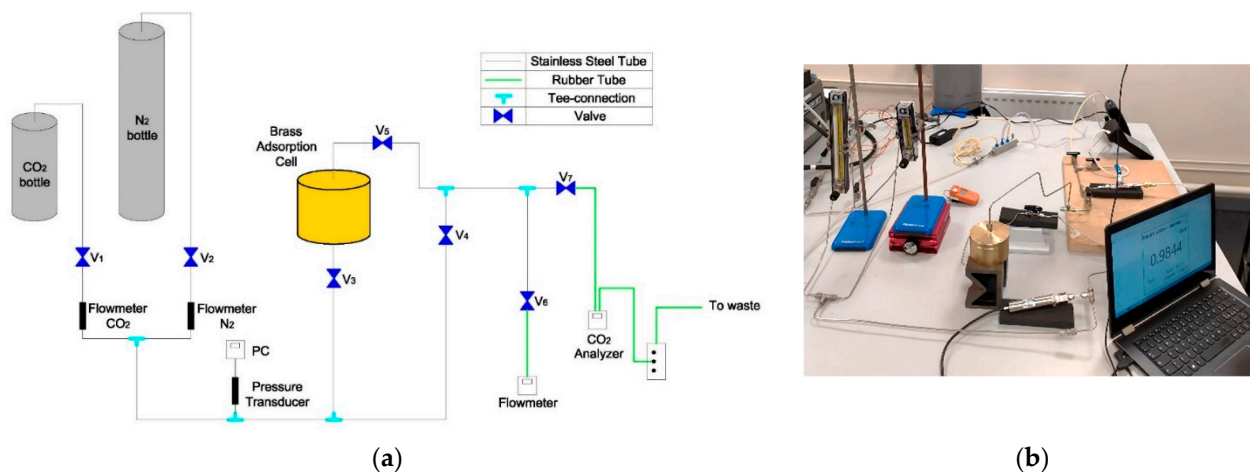 CO2
bottle
N2
bottle
V1
V2
Flowmeter
CO2
Flowmeter
N2
PC
Pressure
Transducer
Brass
Adsorption
Cell
V5
V3
V4
Stainless Steel Tube
Rubber Tube
Tee-connection
Valve
V7
V6
CO2
Analyzer
Flowmeter
To waste
0.9844
(a)
(b)